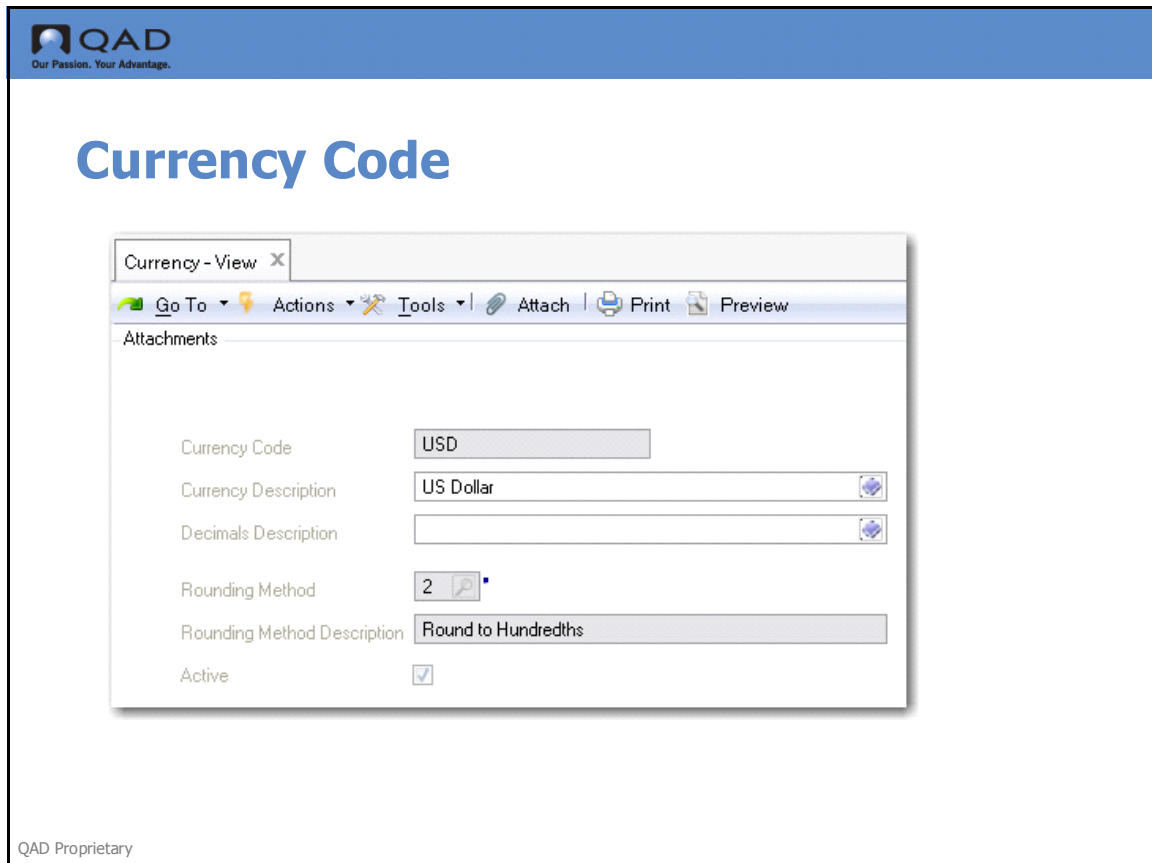 QAD
Our Passion. Your Advantage.
Currency Code
Currency - View
Go To Actions Tools Attach Print Preview
Attachments
Currency Code USD
Currency Description US Dollar
Decimals Description
Rounding Method 2
Rounding Method Description Round to Hundredths
Active
QAD Proprietary